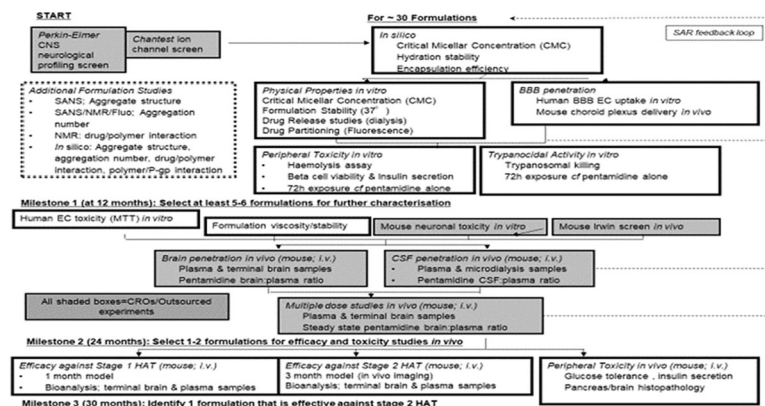 START
For ~ 30 Formulations
Perkin-Elmer
CNS
neurological
profiling screen
Chantest ion
channel screen
In silico
Critical Micellar Concentration (CMC)
Hydration stability
Encapsulation efficiency
SAR feedback loop
Additional Formulation Studies
• SANS; Aggregate structure
• SANS/NMR/Fluo; Aggregation
number
• NMR: drug/polymer interaction
• In silico: Aggregate structure,
aggregation number, drug/polymer
interaction, polymer/P-gp interaction
Physical Properties in vitro
Critical Micellar Concentration (CMC)
Formulation Stability (37°)
Drug Release studies (dialysis)
Drug Partitioning (Fluorescence)
BBB penetration
Human BBB EC uptake in vitro
Mouse choroid plexus delivery in vivo
Peripheral Toxicity in vitro
• Haemolysis assay
• Beta cell viability & Insulin secretion
• 72h exposure cf pentamidine alone
Trypanocidal Activity in vitro
Trypanosomal killing
72h exposure cf pentamidine alone
Milestone 1 (at 12 months): Select at least 5-6 formulations for further characterisation
Human EC toxicity (MTT) in vitro
Formulation viscosity/stability
Mouse neuronal toxicity in vitro
Mouse Irwin screen in vivo
Brain penetration in vivo (mouse; i.v.)
Plasma & terminal brain samples
Pentamidine brain:plasma ratio
CSF penetration in vivo (mouse; i.v.)
• Plasma & microdialysis samples
• Pentamidine CSF:plasma ratio
All shaded boxes=CROs/Outsourced
experiments
Multiple dose studies in vivo (mouse; i.v.)
Plasma & terminal brain samples
Steady state pentamidine brain:plasma ratio
Milestone 2 (24 months): Select 1-2 formulations for efficacy and toxicity studies in vivo
Efficacy against Stage 1 HAT (mouse; i.v.)
• 1 month model
• Bioanalysis; terminal brain & plasma samples
Efficacy against Stage 2 HAT (mouse; i.v.)
3 month model (in vivo imaging)
Bioanalysis; terminal brain & plasma samples
Peripheral Toxicity in vivo (mouse; i.v.)
Glucose tolerance , insulin secretion
Pancreas/brain histopathology
Milestone 3 (30 months): Identify 1 formulation that is effective against stage 2 HAT